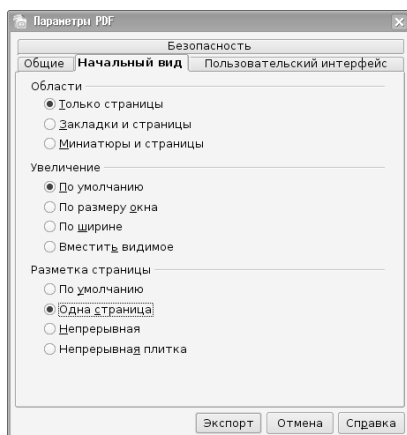 Параметры PDF
Безопасность
Общие Начальный вид Пользовательский интерфейс
Области
Только страницы
Закладки и страницы
Миниатюры и страницы
Увеличение
По умолчанию
По размеру окна
По ширине
Вместить видимое
Разметка страницы
По умолчанию
Одна страница
Непрерывная
Непрерывная плитка
Экспорт Отмена Справка